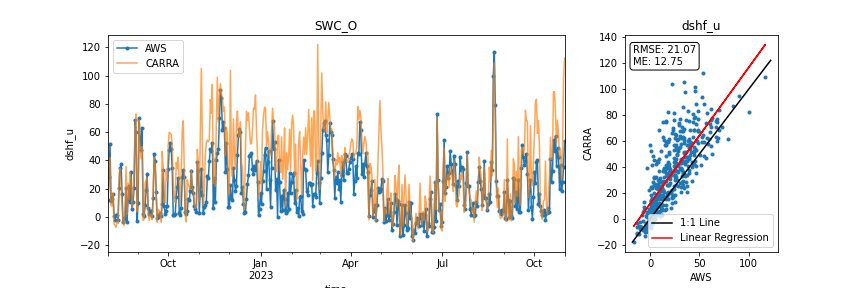 SWC_O
dshf_u
120
100
80
60
40
20
0
−20
AWS
CARRA
Oct
Jan
2023
Apr
Jul
Oct
time
dshf_u
dshf_u
140
120
100
80
60
40
20
0
−20
CARRA
RMSE: 21.07
ME: 12.75
1:1 Line
Linear Regression
0
50
100
AWS